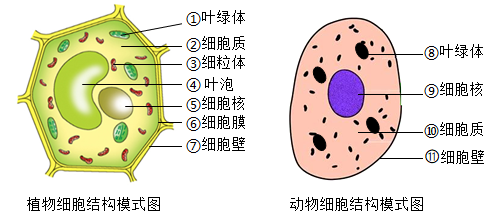 ①叶绿体
②细胞质
③细粒体
④叶泡
⑤细胞核
⑥细胞膜
⑦细胞壁
植物细胞结构模式图
⑧叶绿体
⑨细胞核
⑩细胞质
⑪细胞壁
动物细胞结构模式图